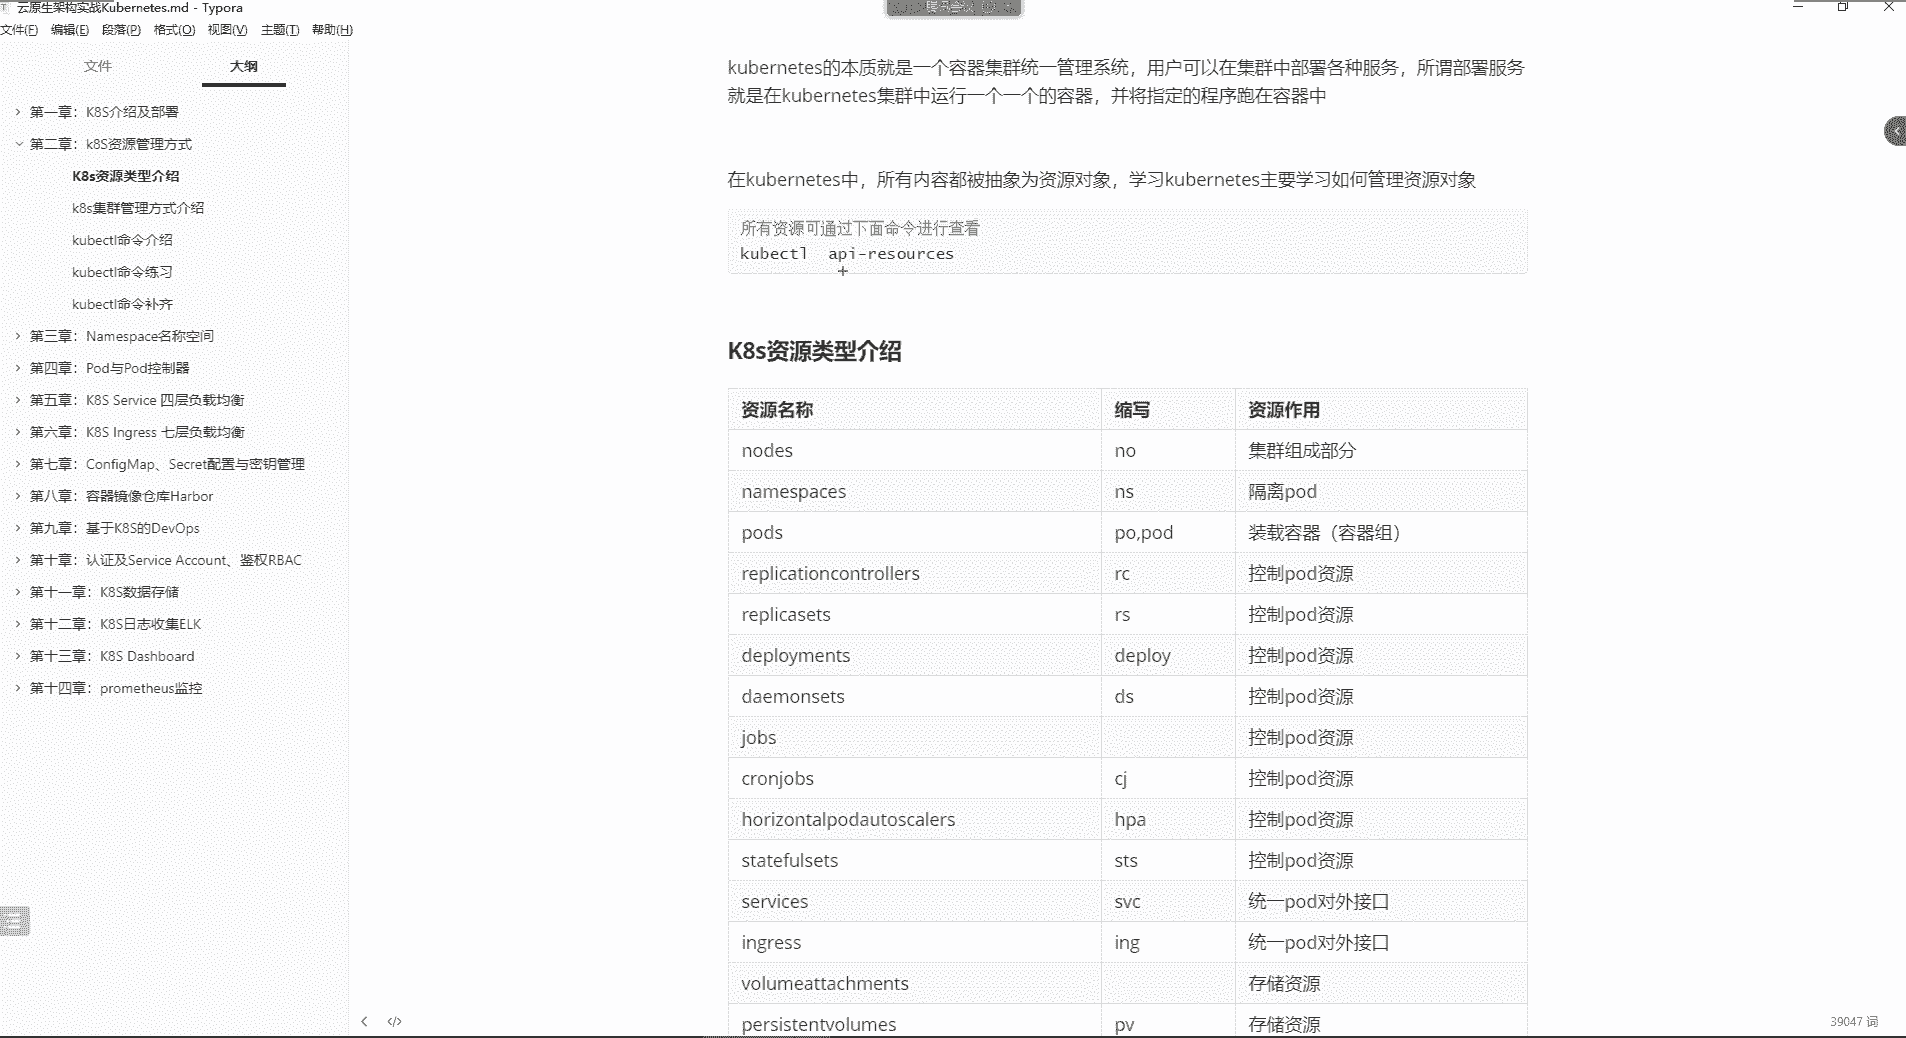 云原生架构实战Kubernetes.md - Typora
文件(F) 编辑(E) 段落(P) 格式(O) 视图(V) 主题(T) 帮助(H)
文件 大纲
第一章：K8S介绍及部署
第二章：k8S资源管理方式
K8s资源类型介绍
k8s集群管理方式介绍
kubectl命令介绍
kubectl命令练习
kubectl命令补齐
第三章：Namespace名称空间
第四章：Pod与Pod控制器
第五章：K8S Service 四层负载均衡
第六章：K8S Ingress 七层负载均衡
第七章：ConfigMap、Secret配置与密钥管理
第八章：容器镜像仓库Harbor
第九章：基于K8S的DevOps
第十章：认证及Service Account、鉴权RBAC
第十一章：K8S数据存储
第十二章：K8S日志收集ELK
第十三章：K8S Dashboard
第十四章：prometheus监控
kubernetes的本质就是一个容器集群统一管理系统，用户可以在集群中部署各种服务，所谓部署服务
就是在kubernetes集群中运行一个一个的容器，并将指定的程序跑在容器中
在kubernetes中，所有内容都被抽象为资源对象，学习kubernetes主要学习如何管理资源对象
所有资源可通过下面命令进行查看
kubectl  api-resources
K8s资源类型介绍
资源名称 缩写 资源作用
nodes no 集群组成部分
namespaces ns 隔离pod
pods po,pod 装载容器（容器组）
replicationcontrollers rc 控制pod资源
replicasets rs 控制pod资源
deployments deploy 控制pod资源
daemonsets ds 控制pod资源
jobs 控制pod资源
cronjobs cj 控制pod资源
horizontalpodautoscalers hpa 控制pod资源
statefulsets sts 控制pod资源
services svc 统一pod对外接口
ingress ing 统一pod对外接口
volumeattachments 存储资源
persistentvolumes pv 存储资源
39047 词